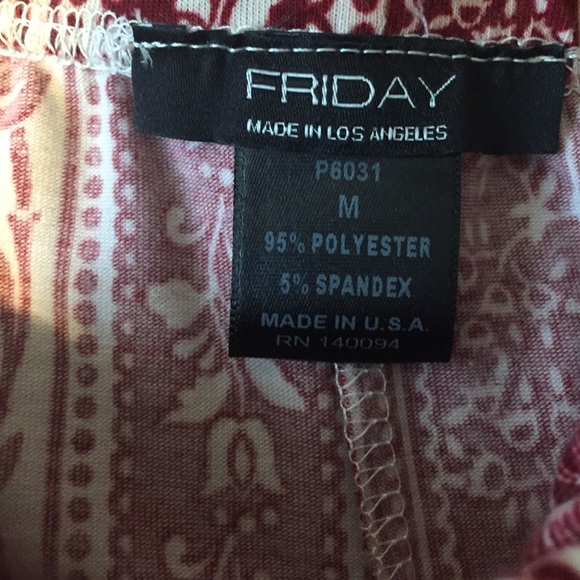 FRIDAY
MADE IN LOS ANGELES
P6031
M
95% POLYESTER
5% SPANDEX
MADE IN U.S.A.
RN 140094